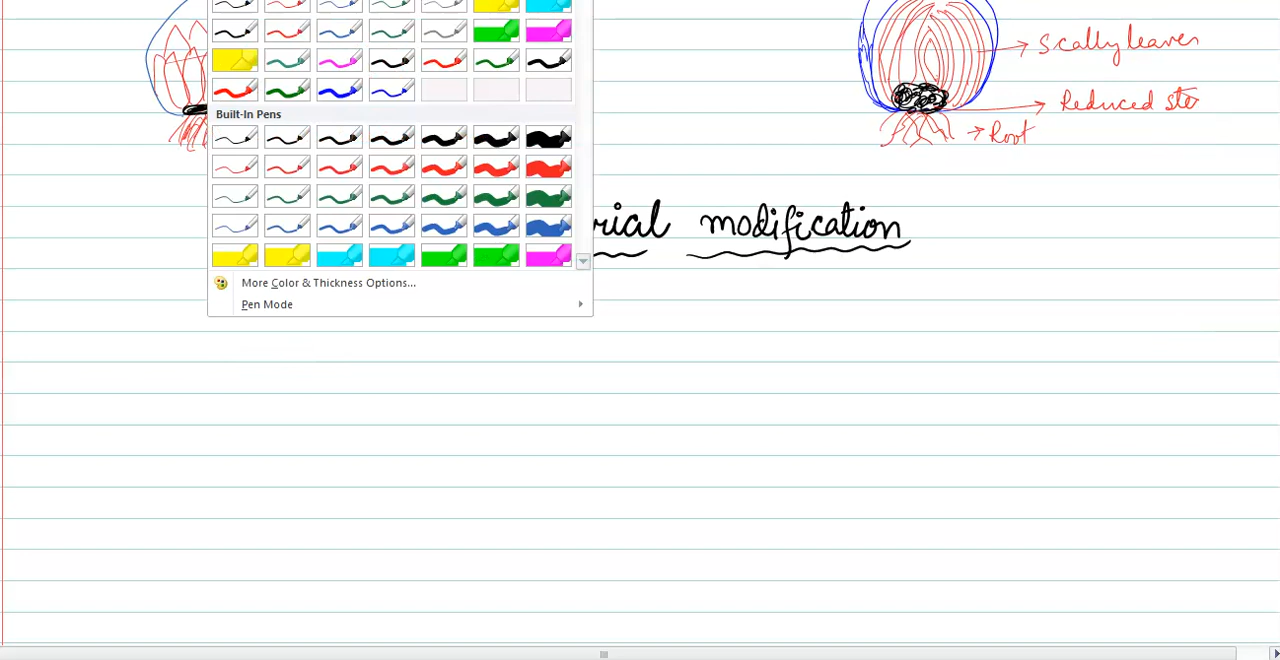 scally leaves
Reduced ste
→ Root
Built-In Pens
rial modification
More Color & Thickness Options...
Pen Mode